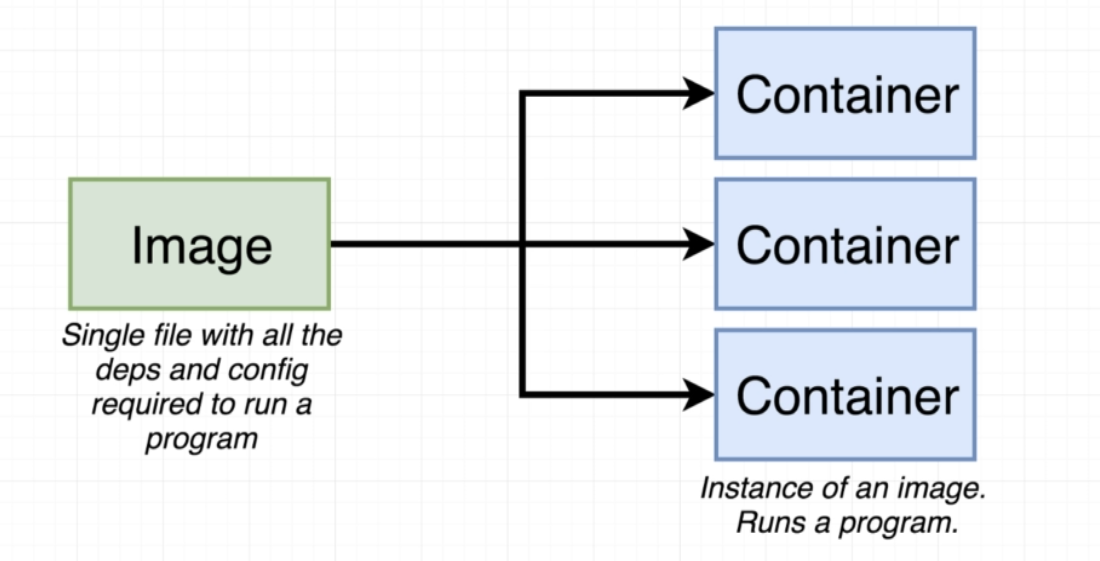 Container
Image
Container
Single file with all the
deps and config
required to run a
program
Container
Instance of an image.
Runs a program.